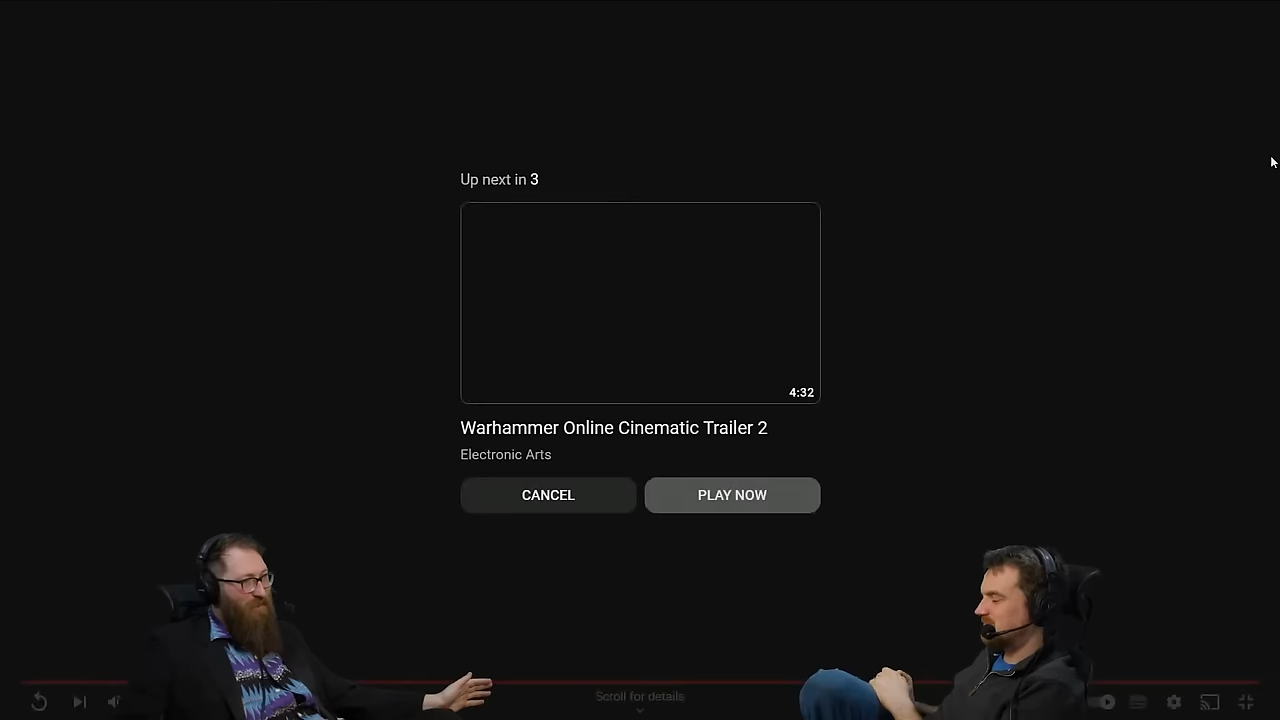 Up next in 3
4:32
Warhammer Online Cinematic Trailer 2
Electronic Arts
CANCEL
PLAY NOW
Scroll for details